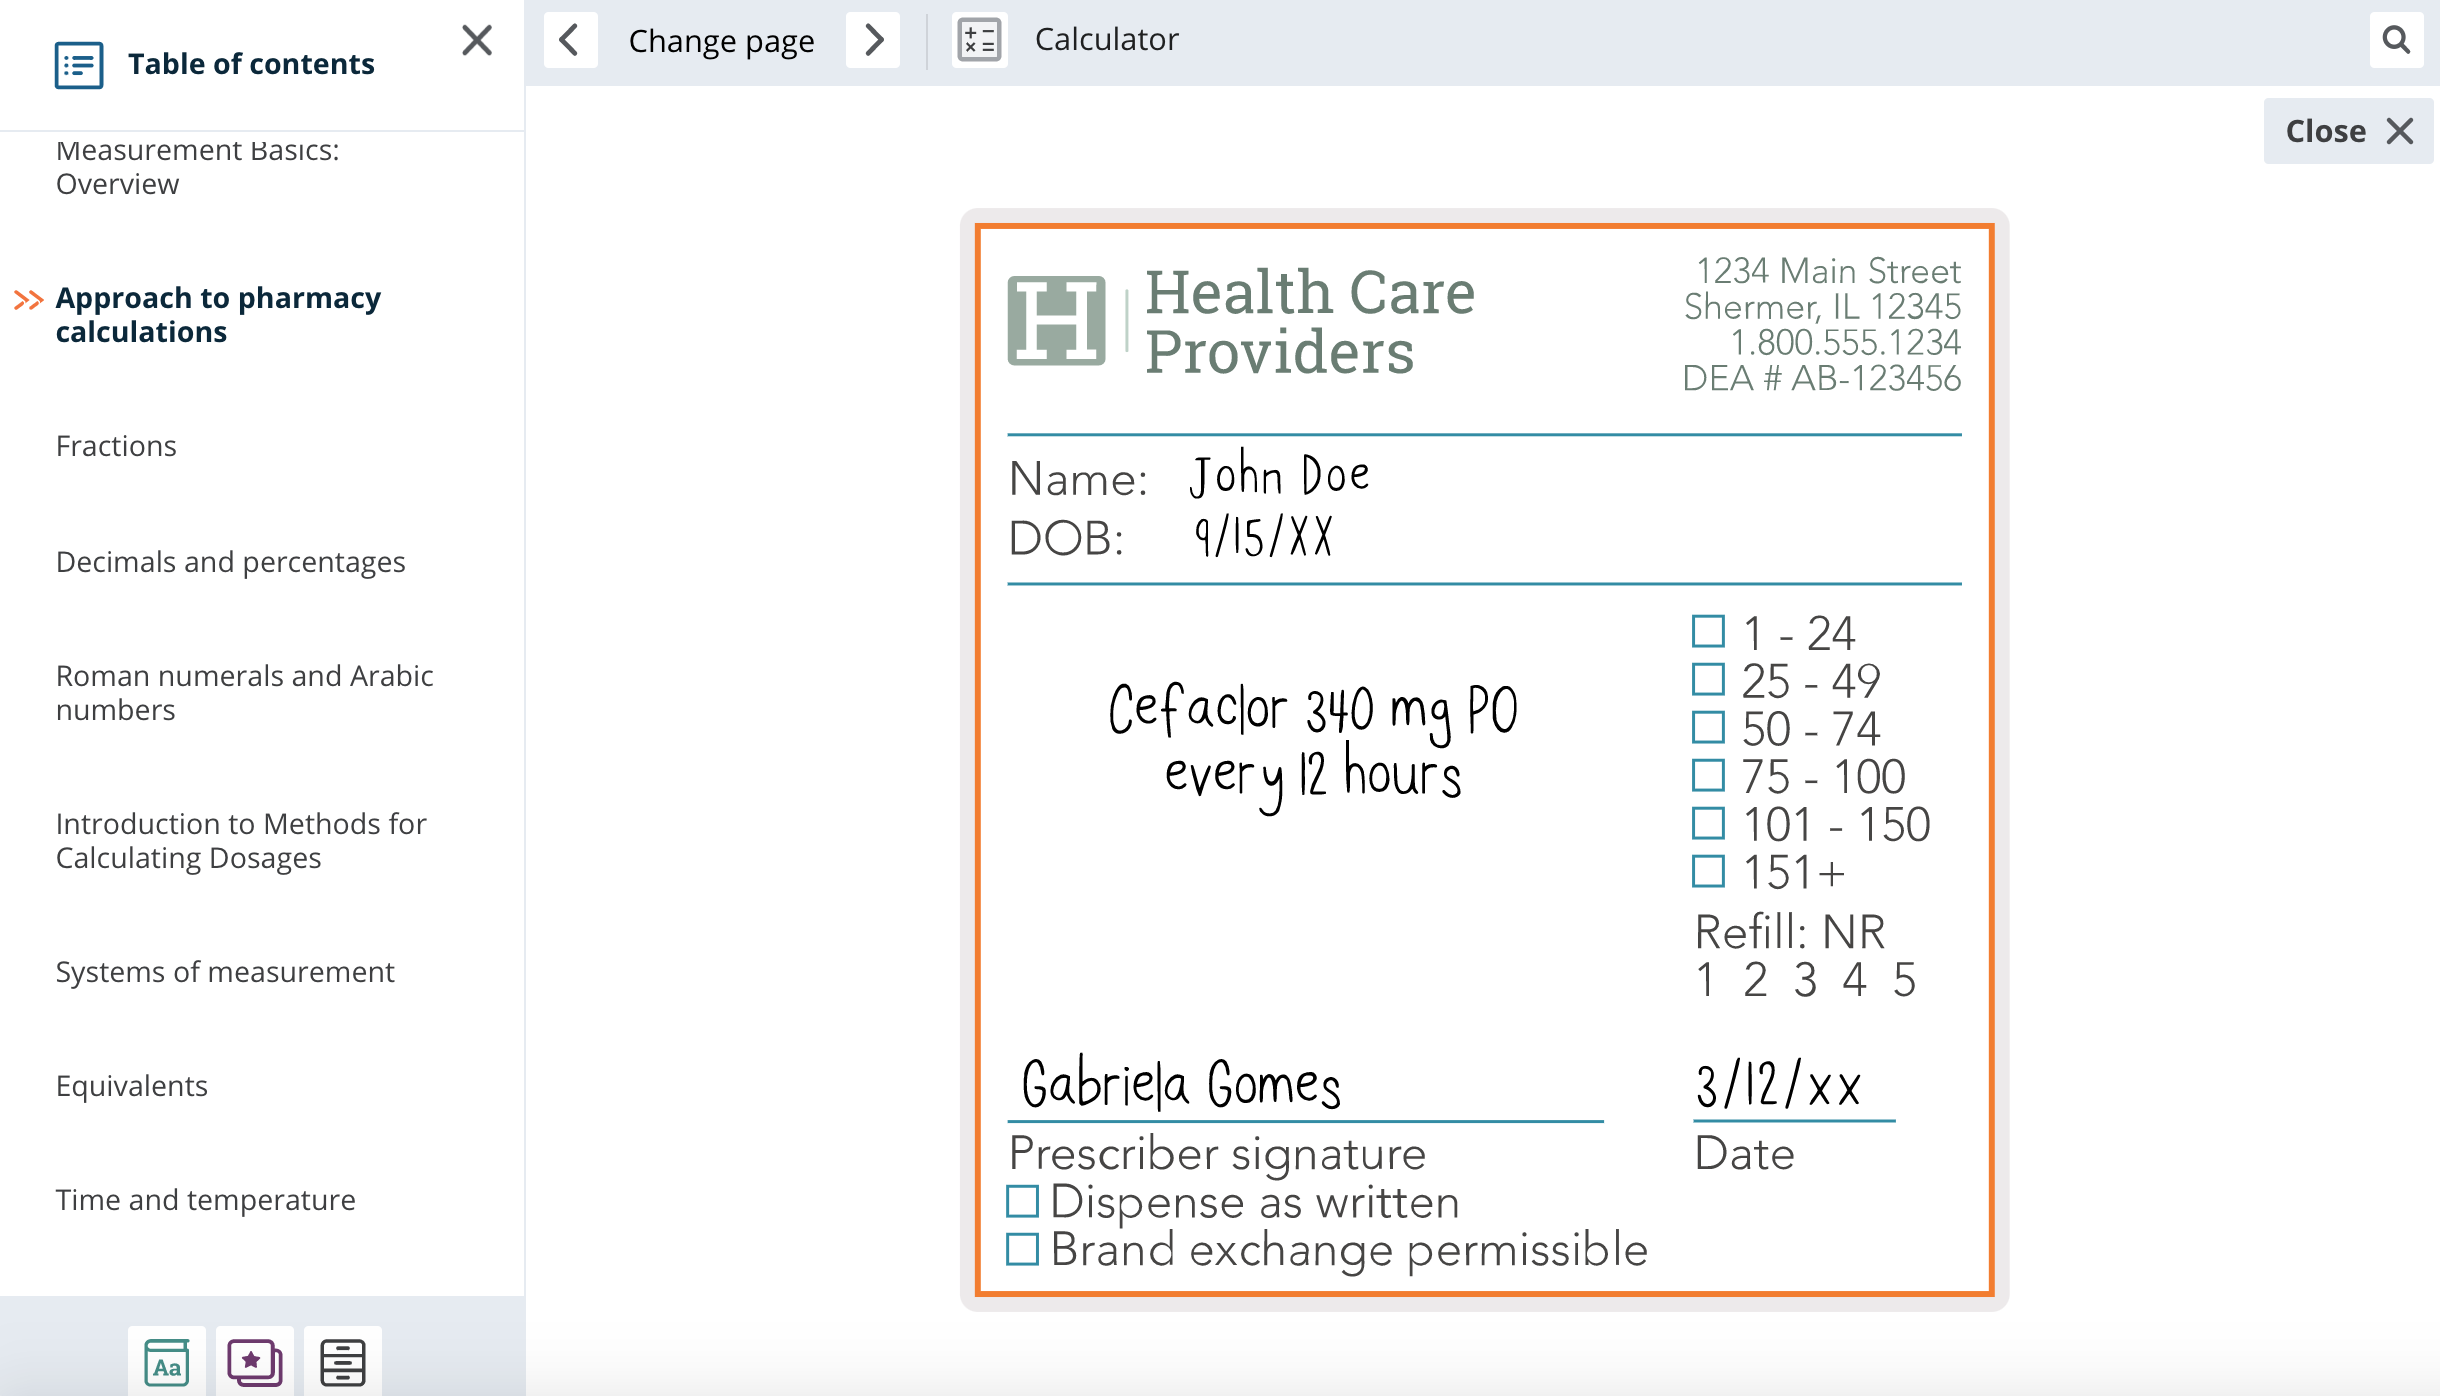 Table of contents
Measurement Basics:
Overview
Approach to pharmacy
calculations
Fractions
Decimals and percentages
Roman numerals and Arabic
numbers
Introduction to Methods for
Calculating Dosages
Systems of measurement
Equivalents
Time and temperature
Aa
Change page
Calculator
Close
H
Health Care
Providers
1234 Main Street
Shermer, IL 12345
1.800.555.1234
DEA # AB-123456
Name: John Doe
DOB: 9/15/XX
Cefaclor 340 mg PO
every 12 hours
1 - 24
25 - 49
50 - 74
75 - 100
101 - 150
151+
Refill: NR
1 2 3 4 5
Gabriela Gomes
Prescriber signature
3/12/xx
Date
Dispense as written
Brand exchange permissible